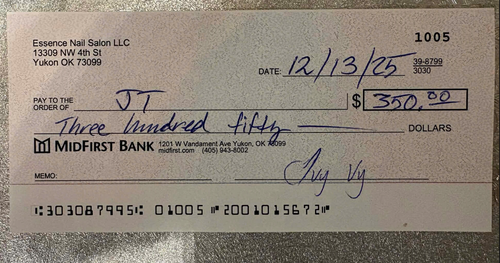 1005
Essence Nail Salon LLC
13309 NW 4th St
Yukon OK 73099
39-8799
3030
DATE: 12/13/25
PAY TO THE
ORDER OF JT $ 350.00
Three hundred fifty DOLLARS
MIDFIRST BANK 1201 W Vandament Ave Yukon, OK 73099
midfirst.com (405) 943-8002
MEMO: Ivy Vy
⑆303087995⑆ 01005 ⑈2001015672⑈